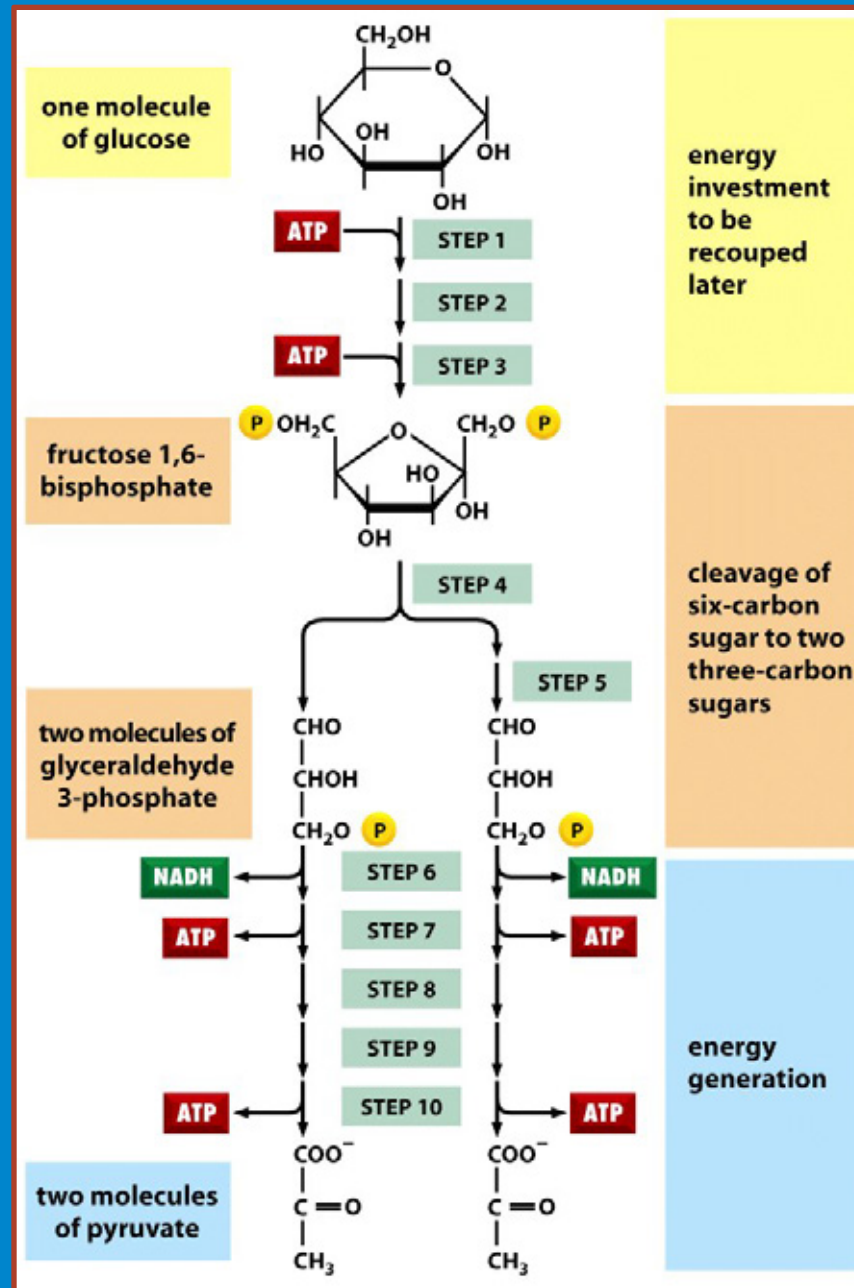 CH₂OH
O
one molecule
of glucose
OH
HO
OH
OH
energy
investment
to be
recouped
later
ATP
STEP 1
STEP 2
ATP
STEP 3
P OH₂C
O
CH₂O P
fructose 1,6-
bisphosphate
HO
OH
OH
STEP 4
cleavage of
six-carbon
sugar to two
three-carbon
sugars
STEP 5
two molecules of
glyceraldehyde
3-phosphate
CHO
CHO
CHOH
CHOH
CH₂O P
CH₂O P
NADH
STEP 6
NADH
ATP
STEP 7
ATP
STEP 8
STEP 9
energy
generation
ATP
STEP 10
ATP
COO⁻
COO⁻
two molecules
of pyruvate
C=O
C=O
CH₃
CH₃